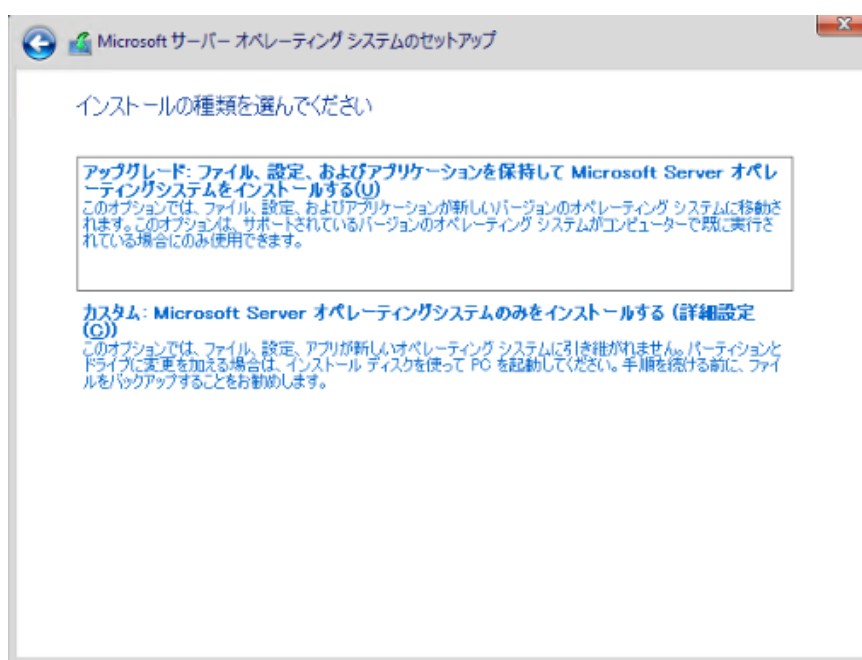 Microsoft サーバー オペレーティング システムのセットアップ
インストールの種類を選んでください
アップグレード: ファイル、設定、およびアプリケーションを保持して Microsoft Server オペレ
ーティングシステムをインストールする(U)
このオプションでは、ファイル、設定、およびアプリケーションが新しいバージョンのオペレーティング システムに移動さ
れます。このオプションは、サポートされているバージョンのオペレーティング システムがコンピューターで既に実行さ
れている場合にのみ使用できます。
カスタム: Microsoft Server オペレーティングシステムのみをインストールする (詳細設定
(C))
このオプションでは、ファイル、設定、アプリが新しいオペレーティング システムに引き継がれません。パーティションと
ドライブに変更を加える場合は、インストール ディスクを使って PC を起動してください。手順を続ける前に、ファイ
ルをバックアップすることをお勧めします。